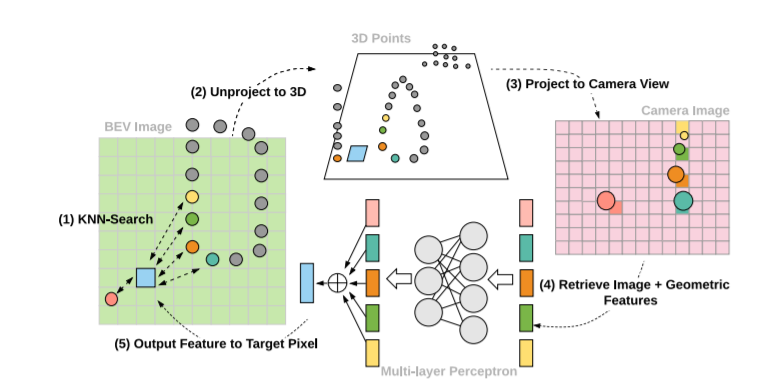 3D Points
(2) Unproject to 3D
(3) Project to Camera View
BEV Image
Camera Image
(1) KNN-Search
(4) Retrieve Image + Geometric
Features
(5) Output Feature to Target Pixel
Multi-layer Perceptron